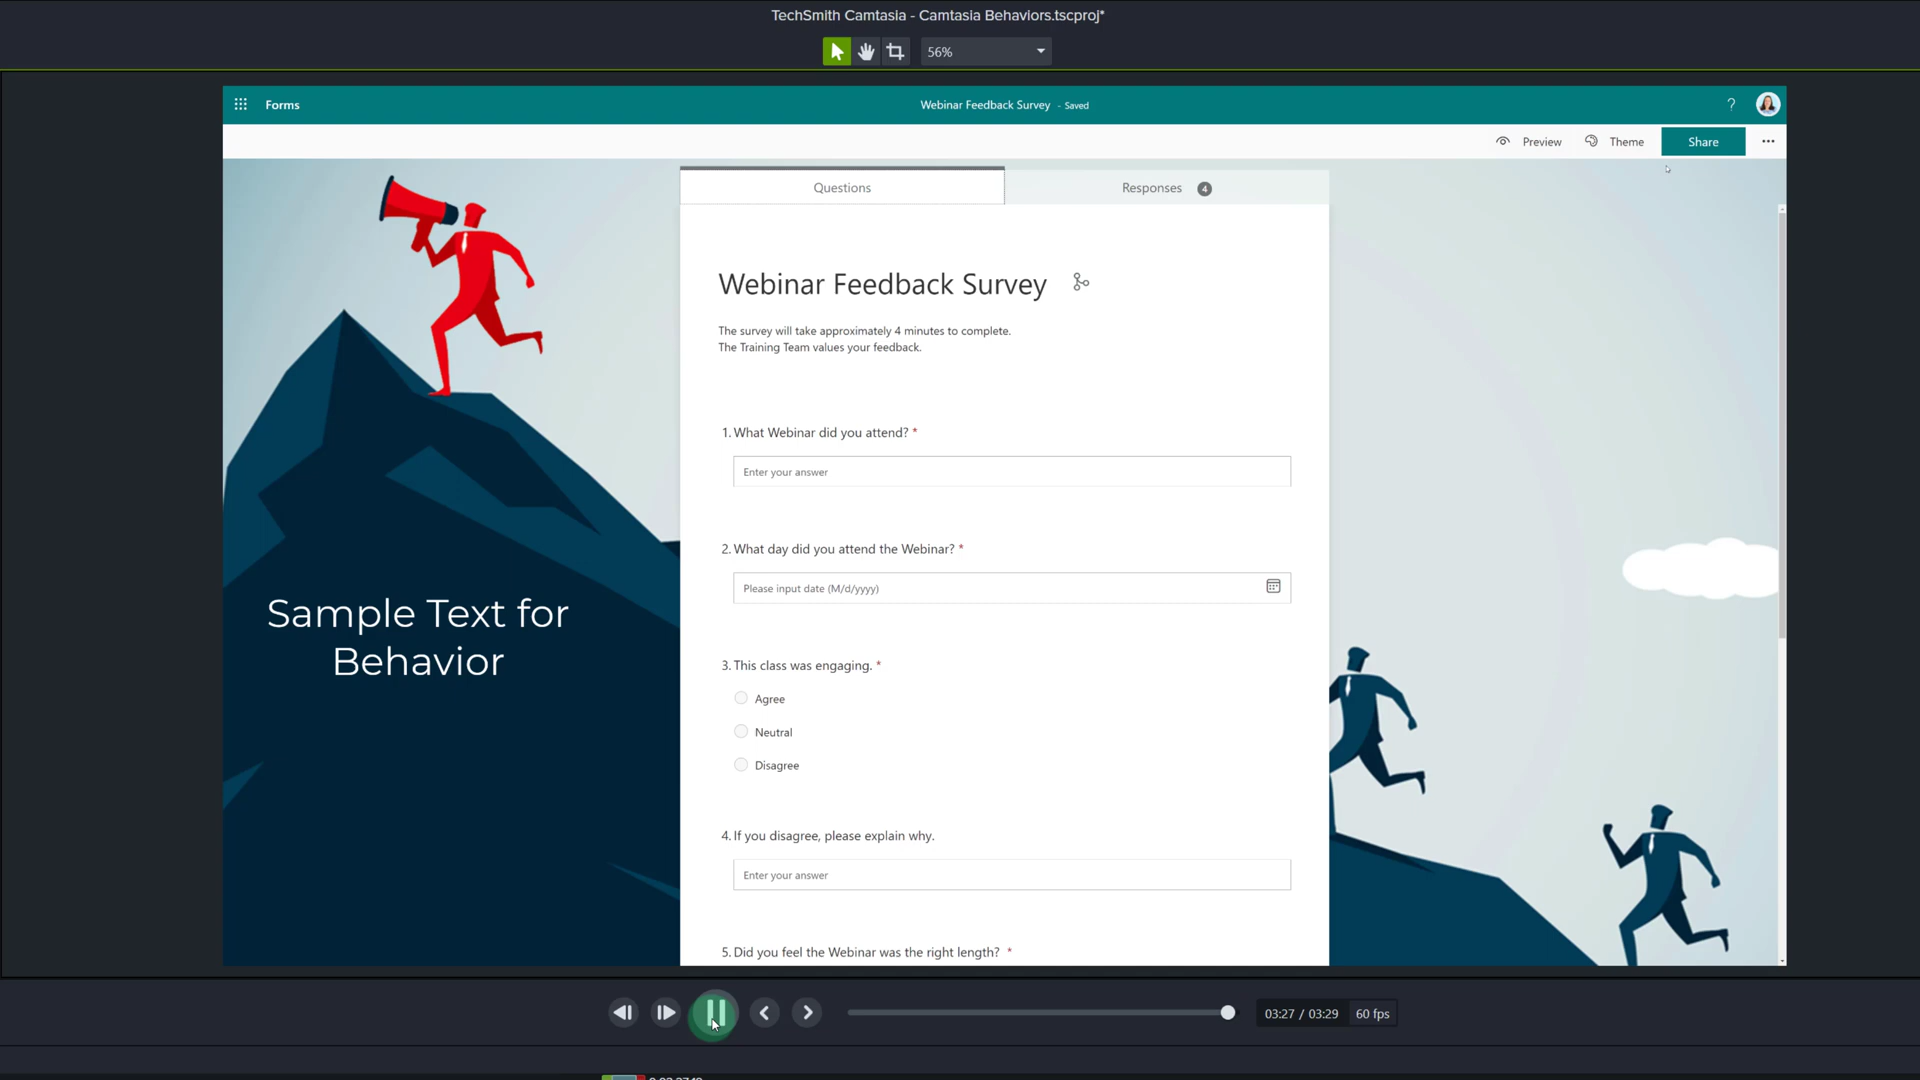 TechSmith Camtasia - Camtasia Behaviors.tscproj*
56%
Forms
Webinar Feedback Survey - Saved
?
Preview
Theme
Share
Questions
Responses 4
Webinar Feedback Survey
The survey will take approximately 4 minutes to complete.
The Training Team values your feedback.
1. What Webinar did you attend? *
Enter your answer
2. What day did you attend the Webinar? *
Please input date (M/d/yyyy)
3. This class was engaging. *
Agree
Neutral
Disagree
Sample Text for
Behavior
4. If you disagree, please explain why.
Enter your answer
5. Did you feel the Webinar was the right length? *
03:27 / 03:29
60 fps